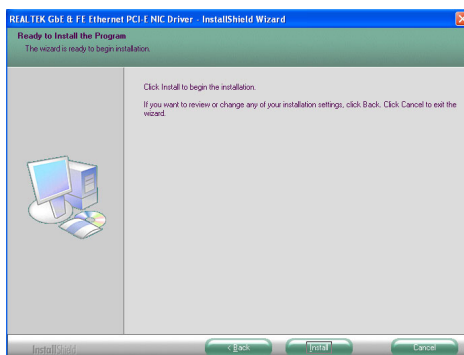 REALTEK GbE & FE Ethernet PCI-E NIC Driver - InstallShield Wizard
Ready to Install the Program
The wizard is ready to begin installation.
Click Install to begin the installation.
If you want to review or change any of your installation settings, click Back. Click Cancel to exit the
wizard.
InstallShield
< Back
Install
Cancel